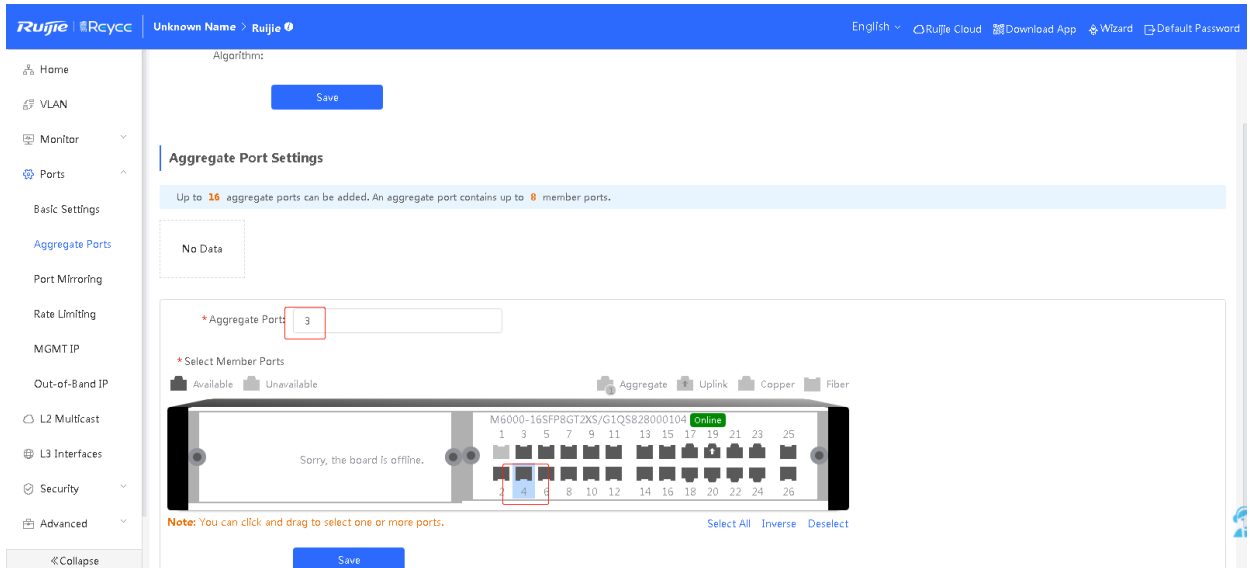 Ruijie | Rcycc Unknown Name > Ruijie English Ruijie Cloud Download App Wizard Default Password
Home
VLAN
Monitor
Ports
Basic Settings
Aggregate Ports
Port Mirroring
Rate Limiting
MGMT IP
Out-of-Band IP
L2 Multicast
L3 Interfaces
Security
Advanced
«Collapse
Algorithm:
Save
Aggregate Port Settings
Up to 16 aggregate ports can be added. An aggregate port contains up to 8 member ports.
No Data
* Aggregate Port: 3
* Select Member Ports
Available Unavailable Aggregate Uplink Copper Fiber
M6000-16SFP8GT2XS/G1QS828000104 Online
1 3 5 7 9 11 13 15 17 19 21 23 25
Sorry, the board is offline.
2 4 6 8 10 12 14 16 18 20 22 24 26
Note: You can click and drag to select one or more ports. Select All Inverse Deselect
Save